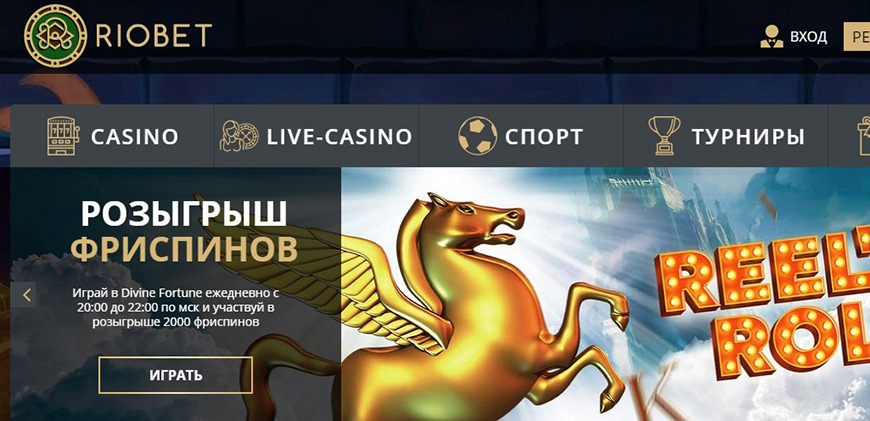 RIOBET
ВХОД
РЕ
CASINO
LIVE-CASINO
СПОРТ
ТУРНИРЫ
РОЗЫГРЫШ
ФРИСПИНОВ
Играй в Divine Fortune ежедневно с
20:00 до 22:00 по мск и участвуй в
розыгрыше 2000 фриспинов
ИГРАТЬ
REEL
ROL